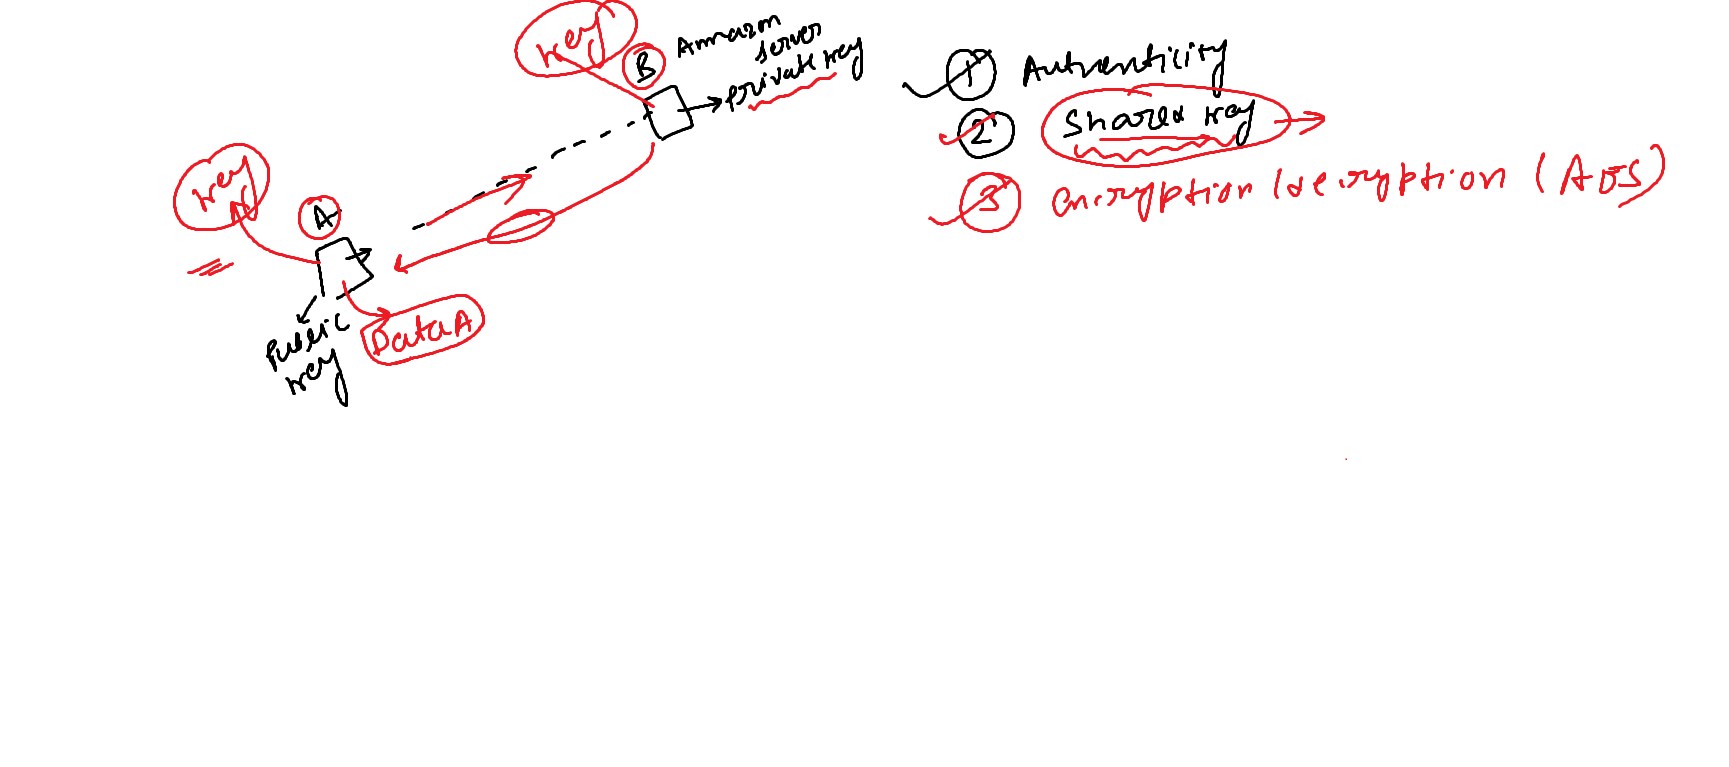 key
B
Amazon
server
private key
1 Authenticity
2 Shared key
3 encryption/decryption (AES)
key
A
Public
key
Data A